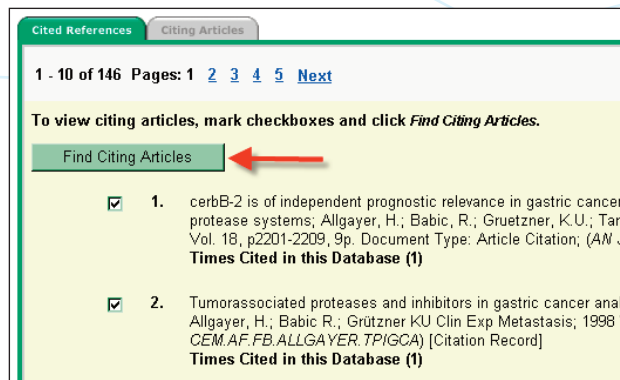 Cited References Citing Articles
1 - 10 of 146 Pages: 1 2 3 4 5 Next
To view citing articles, mark checkboxes and click Find Citing Articles.
Find Citing Articles
1. cerbB-2 is of independent prognostic relevance in gastric cancer
protease systems; Allgayer, H.; Babic, R.; Gruetzner, K.U.; Tar
Vol. 18, p2201-2209, 9p. Document Type: Article Citation; (AN J
Times Cited in this Database (1)
2. Tumorassociated proteases and inhibitors in gastric cancer anal
Allgayer, H.; Babic R.; Grützner KU Clin Exp Metastasis; 1998
CEM.AF.FB.ALLGAYER.TPIGCA) [Citation Record]
Times Cited in this Database (1)